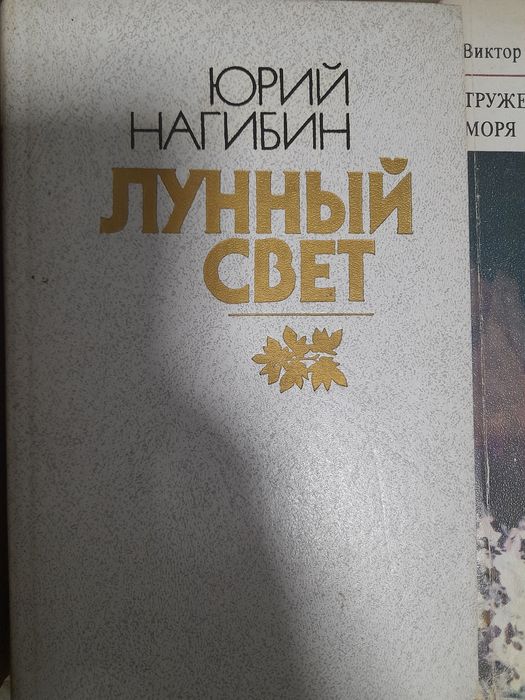 ЮРИЙ
НАГИБИН
ЛУННЫЙ
СВЕТ
Виктор
ТРУЖЕ
МОРЯ